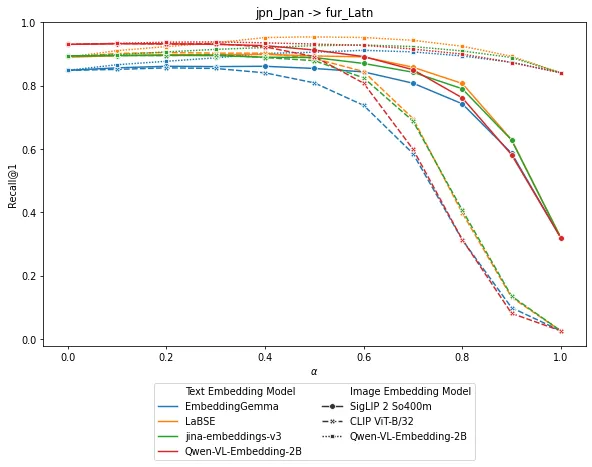 jpn_Jpan -> fur_Latn
Recall@1
1.0
0.8
0.6
0.4
0.2
0.0
0.0 0.2 0.4 0.6 0.8 1.0
α
Text Embedding Model
EmbeddingGemma
LaBSE
jina-embeddings-v3
Qwen-VL-Embedding-2B
Image Embedding Model
SigLIP 2 So400m
CLIP ViT-B/32
Qwen-VL-Embedding-2B